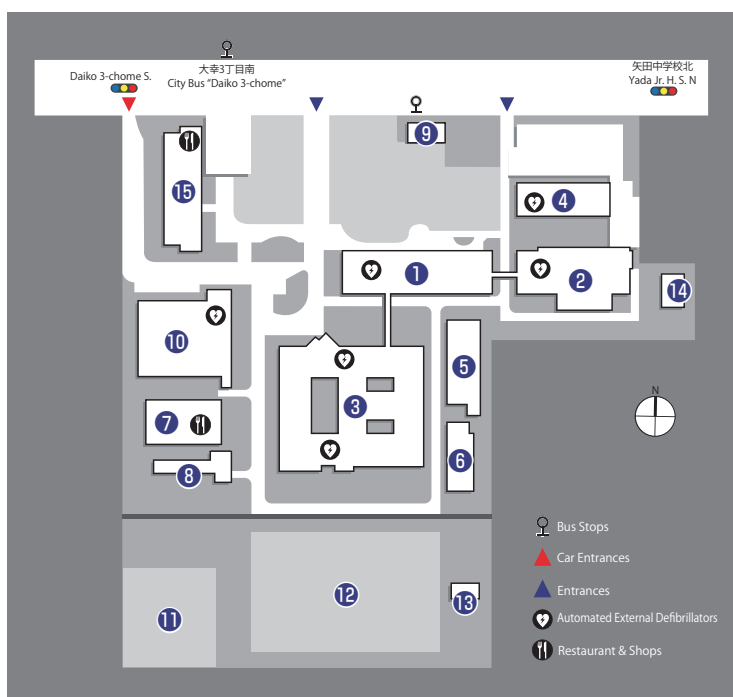 大幸3丁目南
City Bus "Daiko 3-chome"
Daiko 3-chome S.
矢田中学校北
Yada Jr. H. S. N
9
15
4
1
2
14
10
5
3
7
6
8
N
Bus Stops
Car Entrances
Entrances
Automated External Defibrillators
Restaurant & Shops
12
13
11